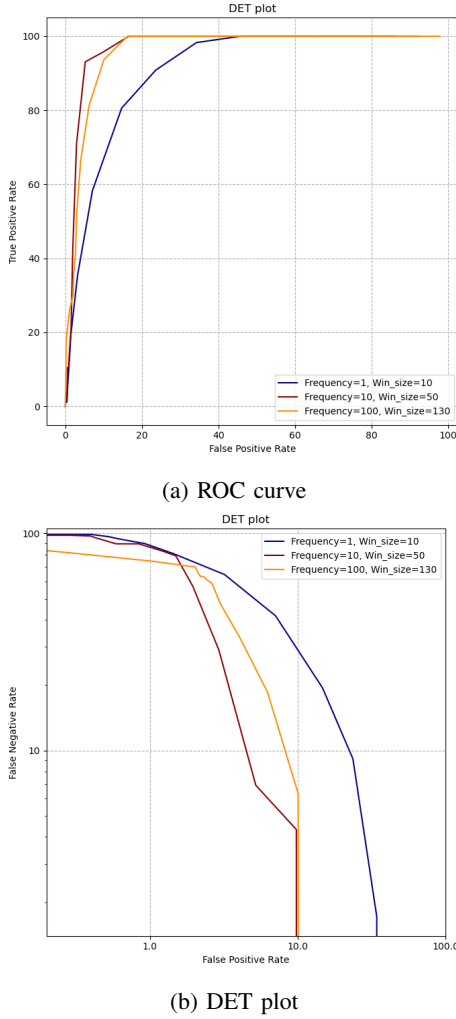 DET plot
100
80
60
40
20
0
True Positive Rate
Frequency=1, Win_size=10
Frequency=10, Win_size=50
Frequency=100, Win_size=130
0 20 40 60 80 100
False Positive Rate
(a) ROC curve
DET plot
100
10
False Negative Rate
Frequency=1, Win_size=10
Frequency=10, Win_size=50
Frequency=100, Win_size=130
1.0 10.0 100.0
False Positive Rate
(b) DET plot